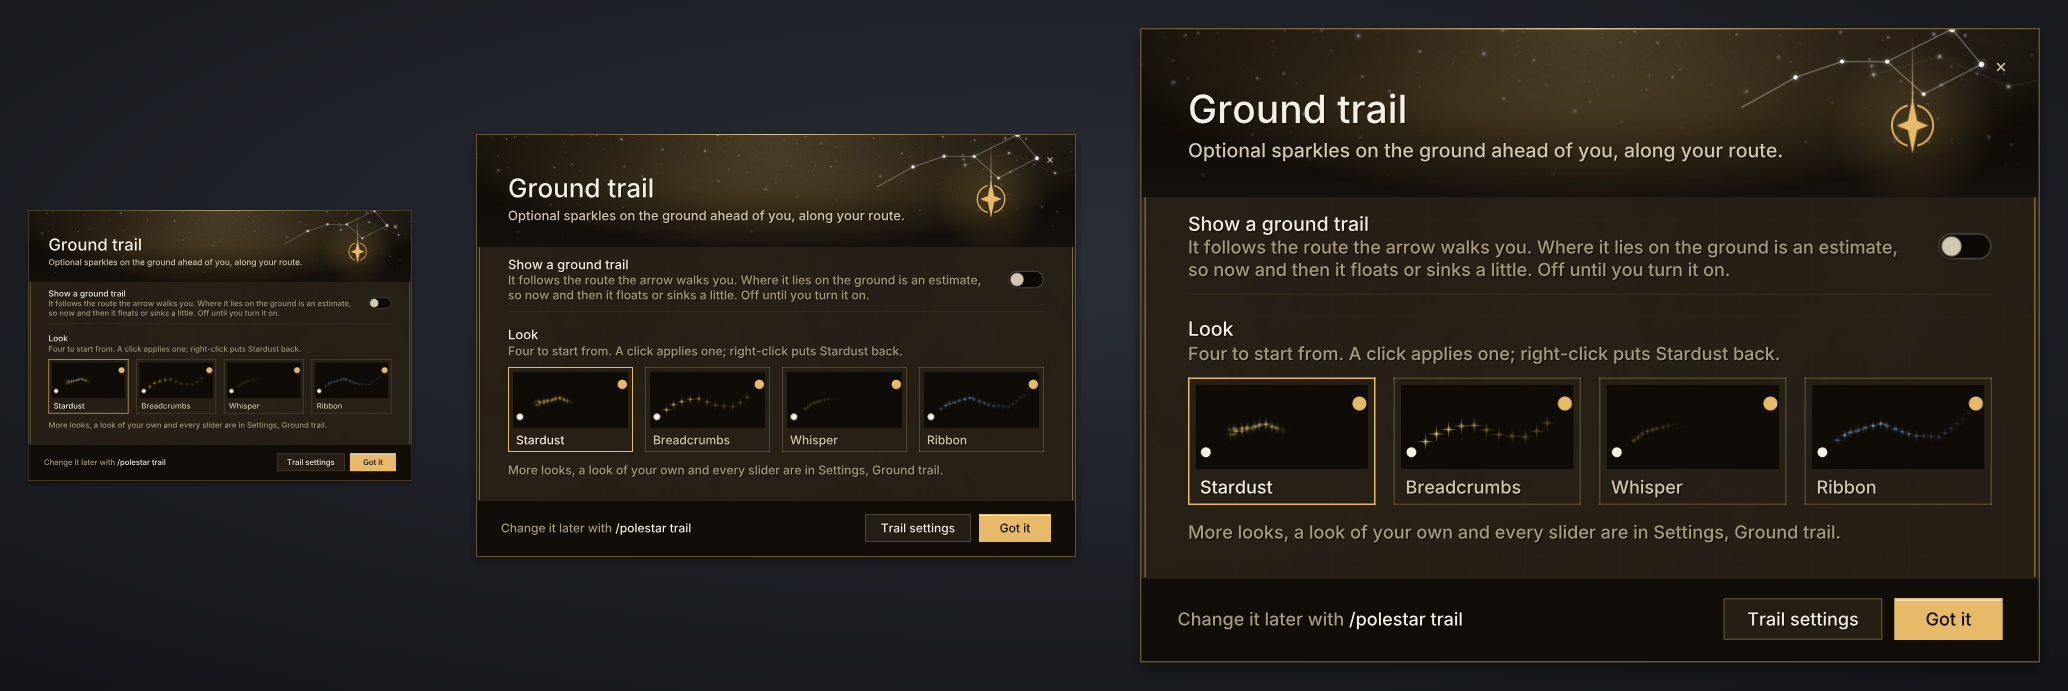 Ground trail
Optional sparkles on the ground ahead of you, along your route.
Show a ground trail
It follows the route the arrow walks you. Where it lies on the ground is an estimate,
so now and then it floats or sinks a little. Off until you turn it on.
Look
Four to start from. A click applies one; right-click puts Stardust back.
Stardust
Breadcrumbs
Whisper
Ribbon
More looks, a look of your own and every slider are in Settings, Ground trail.
Change it later with /polestar trail
Trail settings
Got it
Ground trail
Optional sparkles on the ground ahead of you, along your route.
Show a ground trail
It follows the route the arrow walks you. Where it lies on the ground is an estimate,
so now and then it floats or sinks a little. Off until you turn it on.
Look
Four to start from. A click applies one; right-click puts Stardust back.
Stardust
Breadcrumbs
Whisper
Ribbon
More looks, a look of your own and every slider are in Settings, Ground trail.
Change it later with /polestar trail
Trail settings
Got it
Ground trail
Optional sparkles on the ground ahead of you, along your route.
Show a ground trail
It follows the route the arrow walks you. Where it lies on the ground is an estimate,
so now and then it floats or sinks a little. Off until you turn it on.
Look
Four to start from. A click applies one; right-click puts Stardust back.
Stardust
Breadcrumbs
Whisper
Ribbon
More looks, a look of your own and every slider are in Settings, Ground trail.
Change it later with /polestar trail
Trail settings
Got it